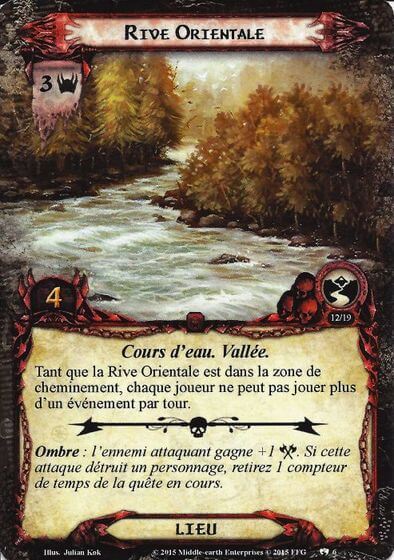 Rive Orientale
3
4
12/19
Cours d'eau. Vallée.
Tant que la Rive Orientale est dans la zone de
cheminement, chaque joueur ne peut pas jouer plus
d'un événement par tour.
Ombre : l'ennemi attaquant gagne +1 . Si cette
attaque détruit un personnage, retirez 1 compteur
de temps de la quête en cours.
LIEU
Illus. Julian Kok
© 2015 Middle-earth Enterprises © 2015 FFG